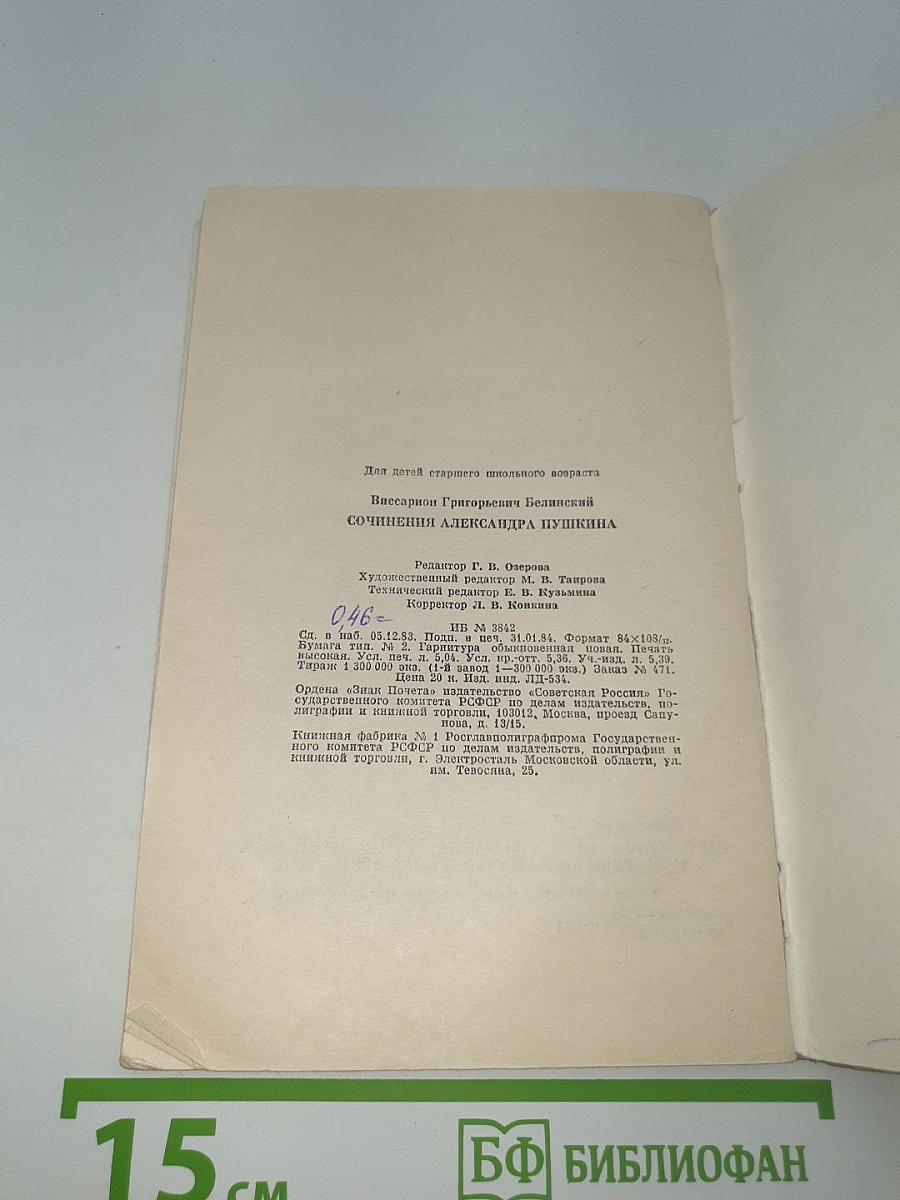 Для детей старшего школьного возраста
Виссарион Григорьевич Белинский
СОЧИНЕНИЯ АЛЕКСАНДРА ПУШКИНА
Редактор Г. В. Озерова
Художественный редактор М. В. Таирова
Технический редактор Е. В. Кузьмина
Корректор Л. В. Конкина
0,46=
ИБ № 3842
Сд. в наб. 05.12.83. Подп. в печ. 31.01.84. Формат 84×108/32.
Бумага тип. № 2. Гарнитура обыкновенная новая. Печать
высокая. Усл. печ. л. 5,04. Усл. кр.-отт. 5,36. Уч.-изд. л. 5,39.
Тираж 1 300 000 экз. (1-й завод 1—300 000 экз.) Заказ № 471.
Цена 20 к. Изд. инд. ЛД-534.
Ордена «Знак Почета» издательство «Советская Россия» Го-
сударственного комитета РСФСР по делам издательств, по-
лиграфии и книжной торговли, 103012, Москва, проезд Сапу-
нова, д. 13/15.
Книжная фабрика № 1 Росглавполиграфпрома Государствен-
ного комитета РСФСР по делам издательств, полиграфии и
книжной торговли, г. Электросталь Московской области, ул.
им. Тевосяна, 25.
15 см
БФ БИБЛИОФАН